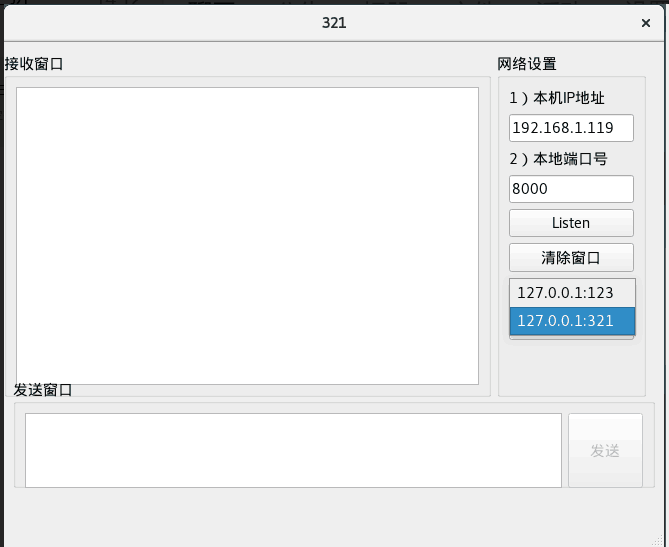 321
接收窗口
网络设置
1）本机IP地址
192.168.1.119
2）本地端口号
8000
Listen
清除窗口
127.0.0.1:123
127.0.0.1:321
发送窗口
发送